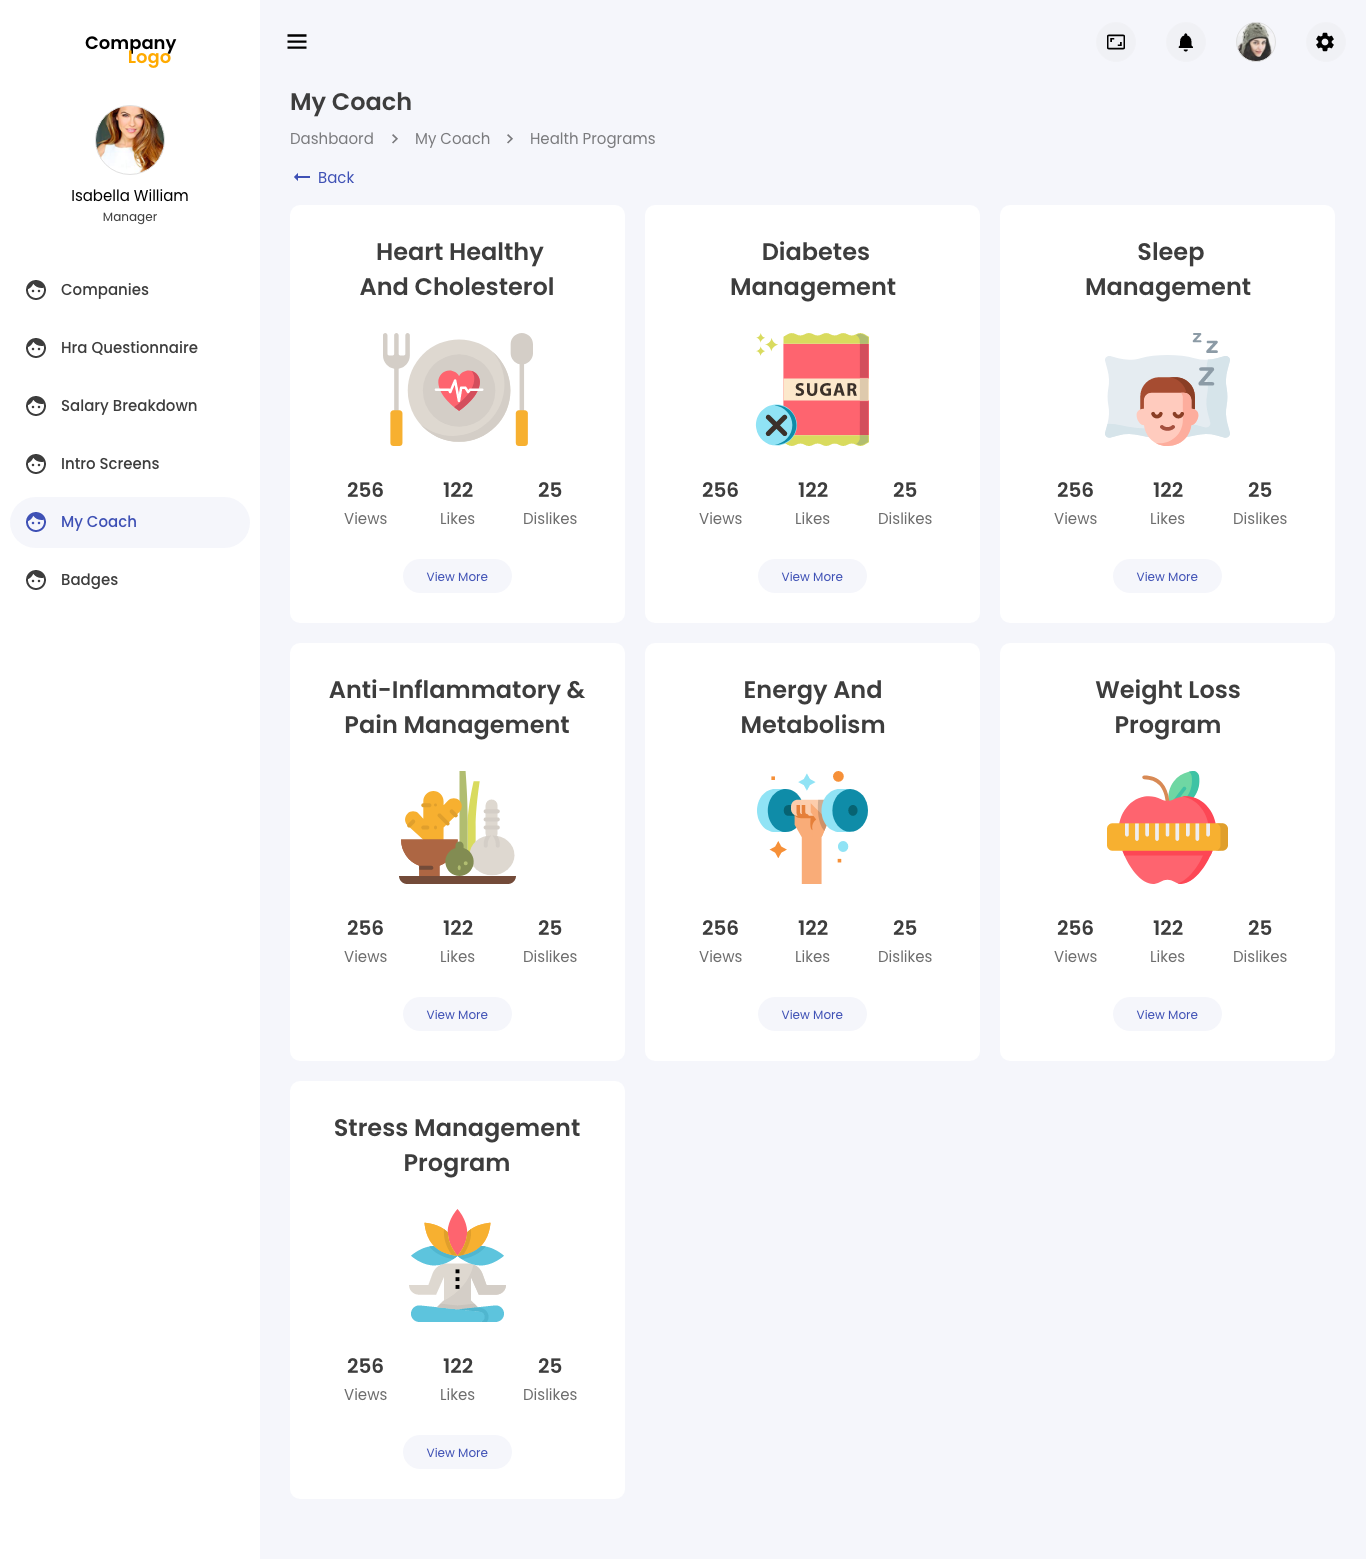 Company
Logo
Isabella William
Manager
Companies
Hra Questionnaire
Salary Breakdown
Intro Screens
My Coach
Badges
My Coach
Dashbaord > My Coach > Health Programs
Back
Heart Healthy
And Cholesterol
256 122 25
Views Likes Dislikes
View More
Diabetes
Management
SUGAR
256 122 25
Views Likes Dislikes
View More
Sleep
Management
z z
Z
256 122 25
Views Likes Dislikes
View More
Anti-Inflammatory &
Pain Management
256 122 25
Views Likes Dislikes
View More
Energy And
Metabolism
256 122 25
Views Likes Dislikes
View More
Weight Loss
Program
256 122 25
Views Likes Dislikes
View More
Stress Management
Program
256 122 25
Views Likes Dislikes
View More